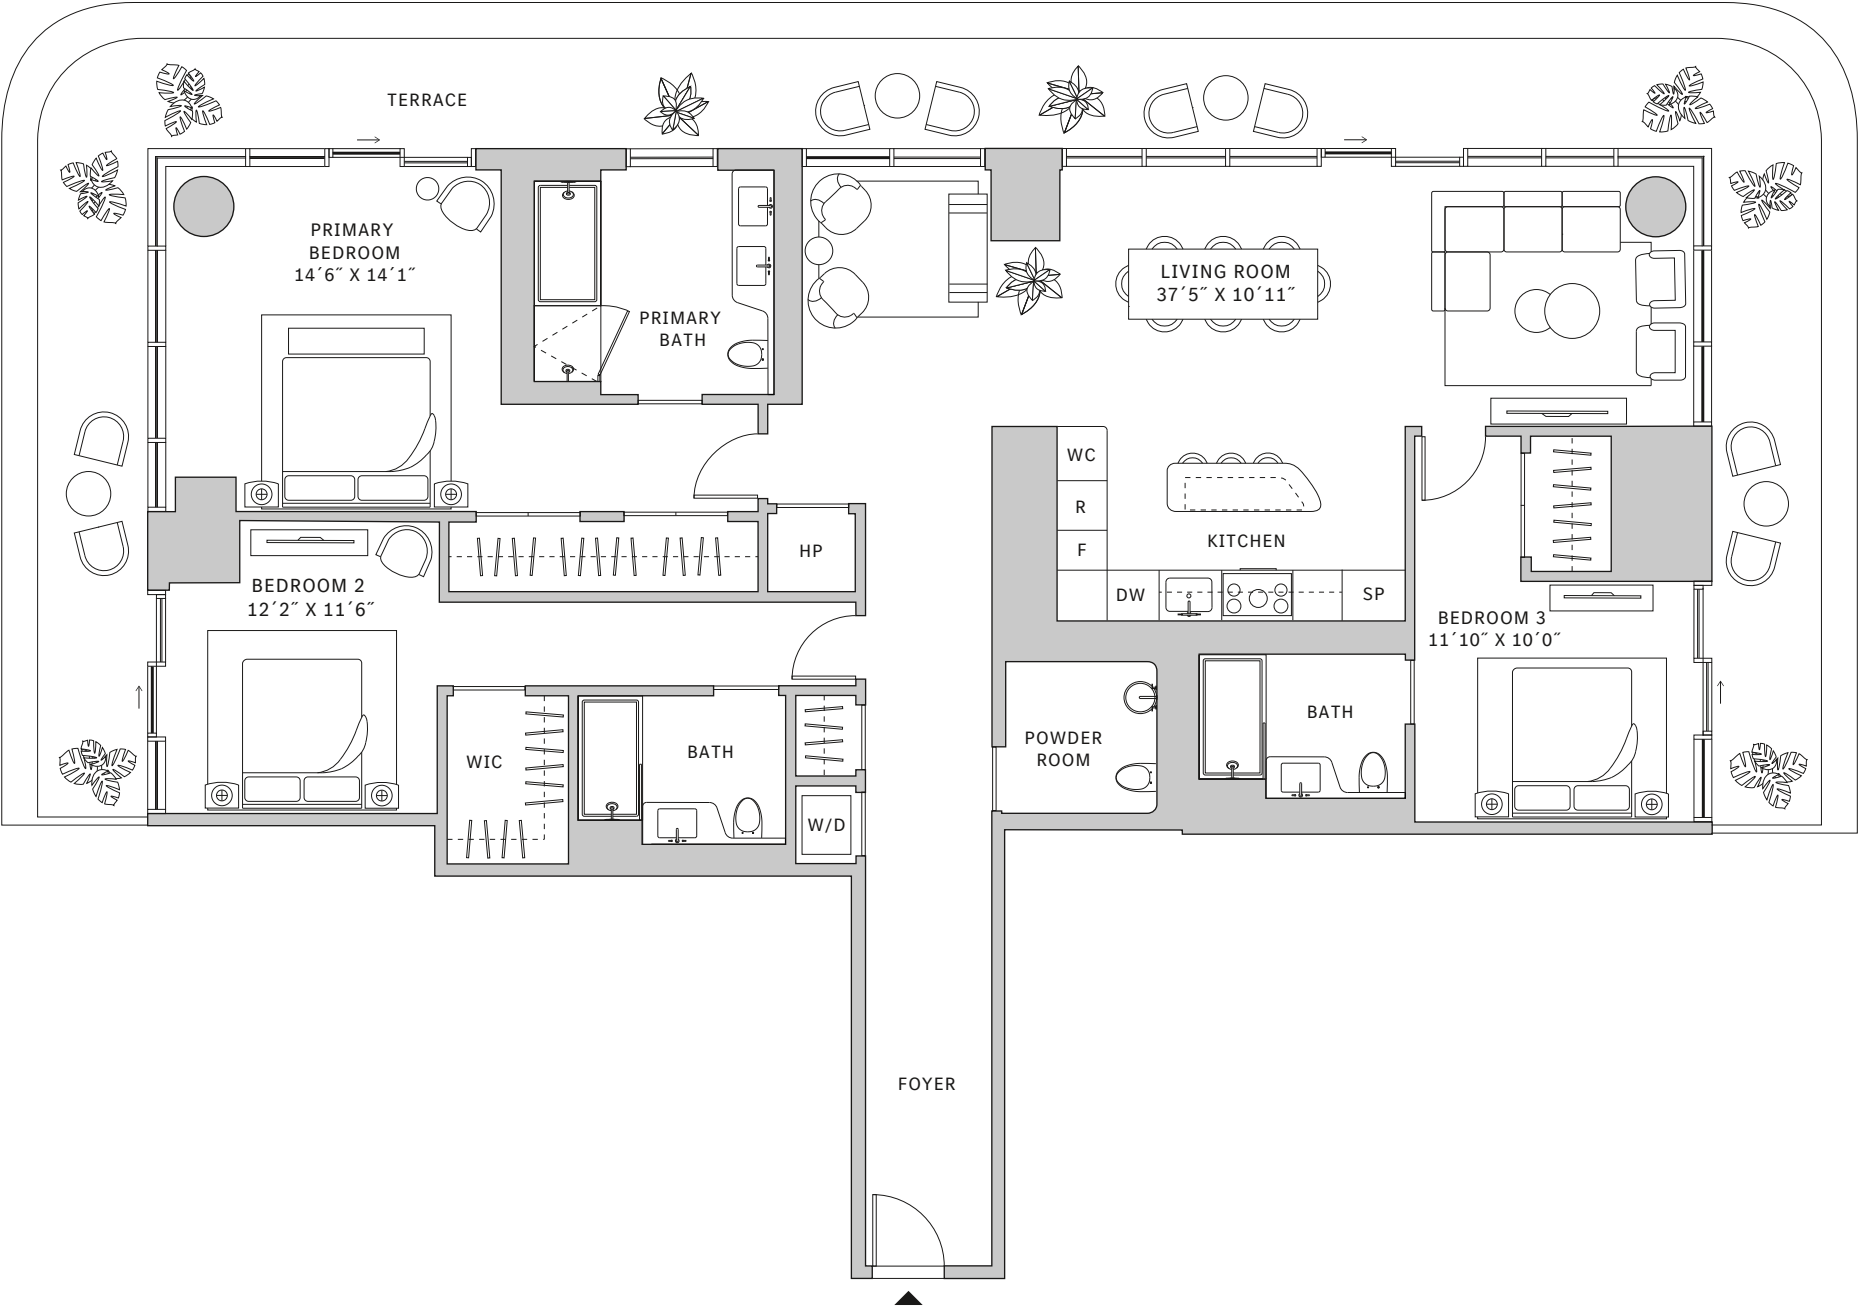 TERRACE
PRIMARY
BEDROOM
14´6˝ X 14´1˝
PRIMARY
BATH
LIVING ROOM
37´5˝ X 10´11˝
WC
R
F
KITCHEN
DW
SP
HP
BEDROOM 2
12´2˝ X 11´6˝
BEDROOM 3
11´10˝ X 10´0˝
WIC
BATH
W/D
POWDER
ROOM
BATH
FOYER